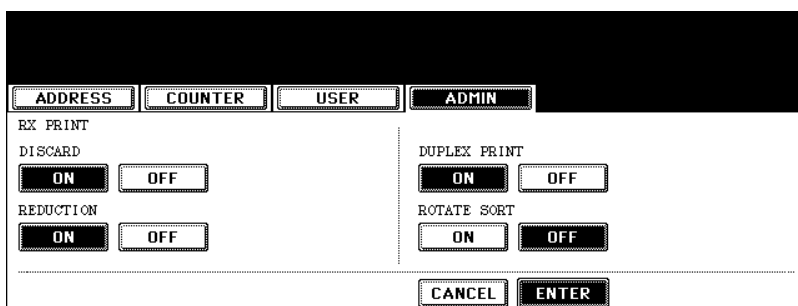 ADDRESS COUNTER USER ADMIN
RX PRINT
DISCARD DUPLEX PRINT
ON OFF ON OFF
REDUCTION ROTATE SORT
ON OFF ON OFF
CANCEL ENTER